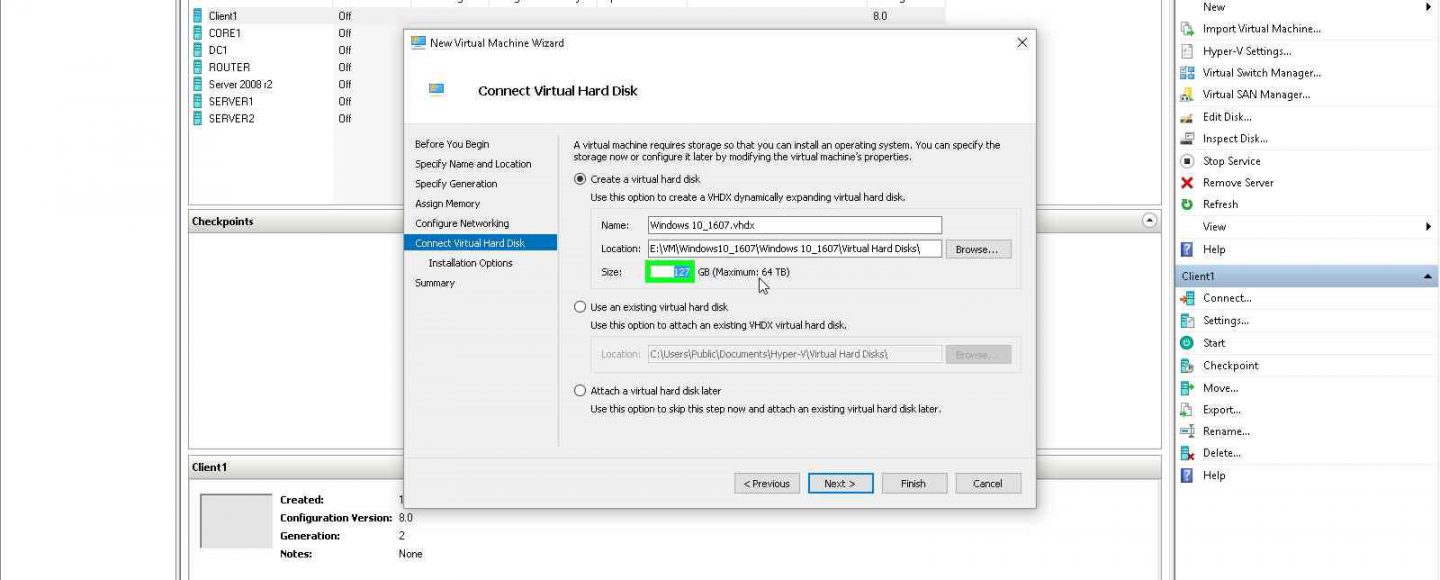 Client1 Off 8.0
CORE1 Off
DC1 Off
ROUTER Off
Server 2008 r2 Off
SERVER1 Off
SERVER2 Off
Checkpoints
Client1
Created: 1
Configuration Version: 8.0
Generation: 2
Notes: None
New Virtual Machine Wizard
Connect Virtual Hard Disk
Before You Begin
Specify Name and Location
Specify Generation
Assign Memory
Configure Networking
Connect Virtual Hard Disk
Installation Options
Summary
A virtual machine requires storage so that you can install an operating system. You can specify the
storage now or configure it later by modifying the virtual machine's properties.
Create a virtual hard disk
Use this option to create a VHDX dynamically expanding virtual hard disk.
Name: Windows 10_1607.vhdx
Location: E:\VM\Windows10_1607\Windows 10_1607\Virtual Hard Disks\ Browse...
Size: 127 GB (Maximum: 64 TB)
Use an existing virtual hard disk
Use this option to attach an existing VHDX virtual hard disk.
Location: C:\Users\Public\Documents\Hyper-V\Virtual Hard Disks\ Browse...
Attach a virtual hard disk later
Use this option to skip this step now and attach an existing virtual hard disk later.
< Previous Next > Finish Cancel
New
Import Virtual Machine...
Hyper-V Settings...
Virtual Switch Manager...
Virtual SAN Manager...
Edit Disk...
Inspect Disk...
Stop Service
Remove Server
Refresh
View
Help
Client1
Connect...
Settings...
Start
Checkpoint
Move...
Export...
Rename...
Delete...
Help